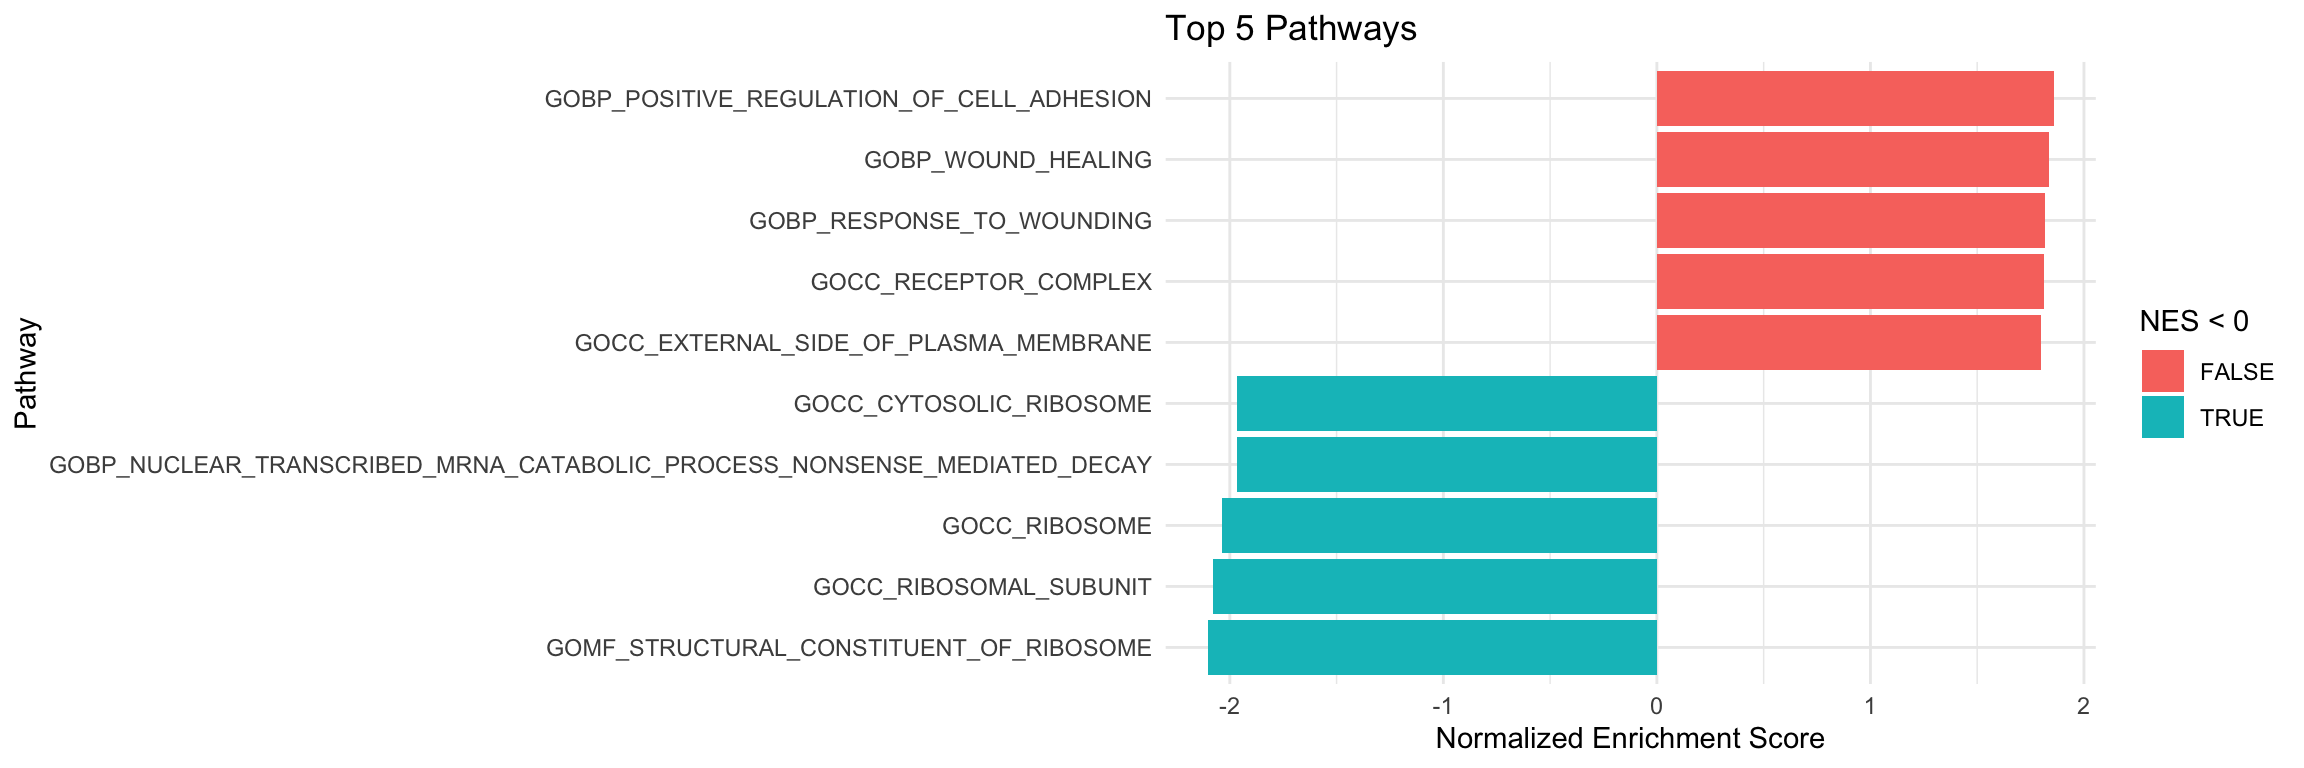 Top 5 Pathways
GOBP_POSITIVE_REGULATION_OF_CELL_ADHESION
GOBP_WOUND_HEALING
GOBP_RESPONSE_TO_WOUNDING
GOCC_RECEPTOR_COMPLEX
GOCC_EXTERNAL_SIDE_OF_PLASMA_MEMBRANE
GOCC_CYTOSOLIC_RIBOSOME
GOBP_NUCLEAR_TRANSCRIBED_MRNA_CATABOLIC_PROCESS_NONSENSE_MEDIATED_DECAY
GOCC_RIBOSOME
GOCC_RIBOSOMAL_SUBUNIT
GOMF_STRUCTURAL_CONSTITUENT_OF_RIBOSOME
Pathway
-2 -1 0 1 2
Normalized Enrichment Score
NES < 0
FALSE
TRUE